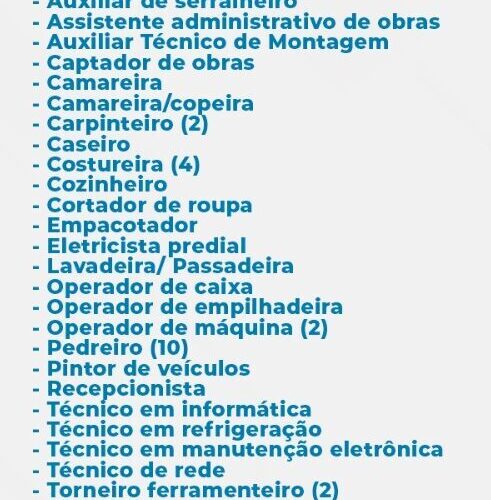 - Auxiliar de serralheiro
- Assistente administrativo de obras
- Auxiliar Técnico de Montagem
- Captador de obras
- Camareira
- Camareira/copeira
- Carpinteiro (2)
- Caseiro
- Costureira (4)
- Cozinheiro
- Cortador de roupa
- Empacotador
- Eletricista predial
- Lavadeira/ Passadeira
- Operador de caixa
- Operador de empilhadeira
- Operador de máquina (2)
- Pedreiro (10)
- Pintor de veículos
- Recepcionista
- Técnico em informática
- Técnico em refrigeração
- Técnico em manutenção eletrônica
- Técnico de rede
- Torneiro ferramenteiro (2)